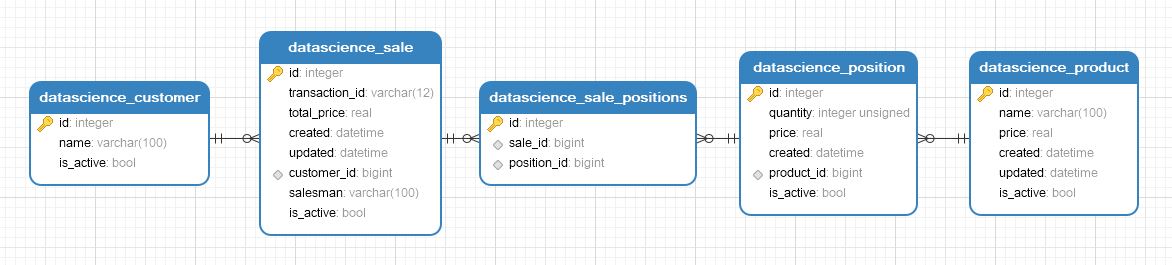 datascience_customer
id: integer
name: varchar(100)
is_active: bool
datascience_sale
id: integer
transaction_id: varchar(12)
total_price: real
created: datetime
updated: datetime
customer_id: bigint
salesman: varchar(100)
is_active: bool
datascience_sale_positions
id: integer
sale_id: bigint
position_id: bigint
datascience_position
id: integer
quantity: integer unsigned
price: real
created: datetime
product_id: bigint
is_active: bool
datascience_product
id: integer
name: varchar(100)
price: real
created: datetime
updated: datetime
is_active: bool